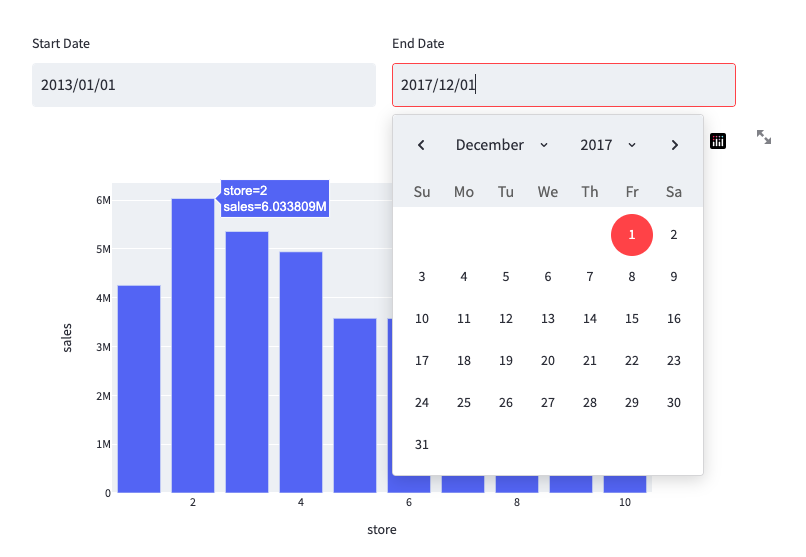 Start Date
End Date
2013/01/01
2017/12/01
December 2017
Su Mo Tu We Th Fr Sa
1 2
3 4 5 6 7 8 9
10 11 12 13 14 15 16
17 18 19 20 21 22 23
24 25 26 27 28 29 30
31
store=2
sales=6.033809M
6M
5M
4M
3M
2M
1M
0
sales
2 4 6 8 10
store